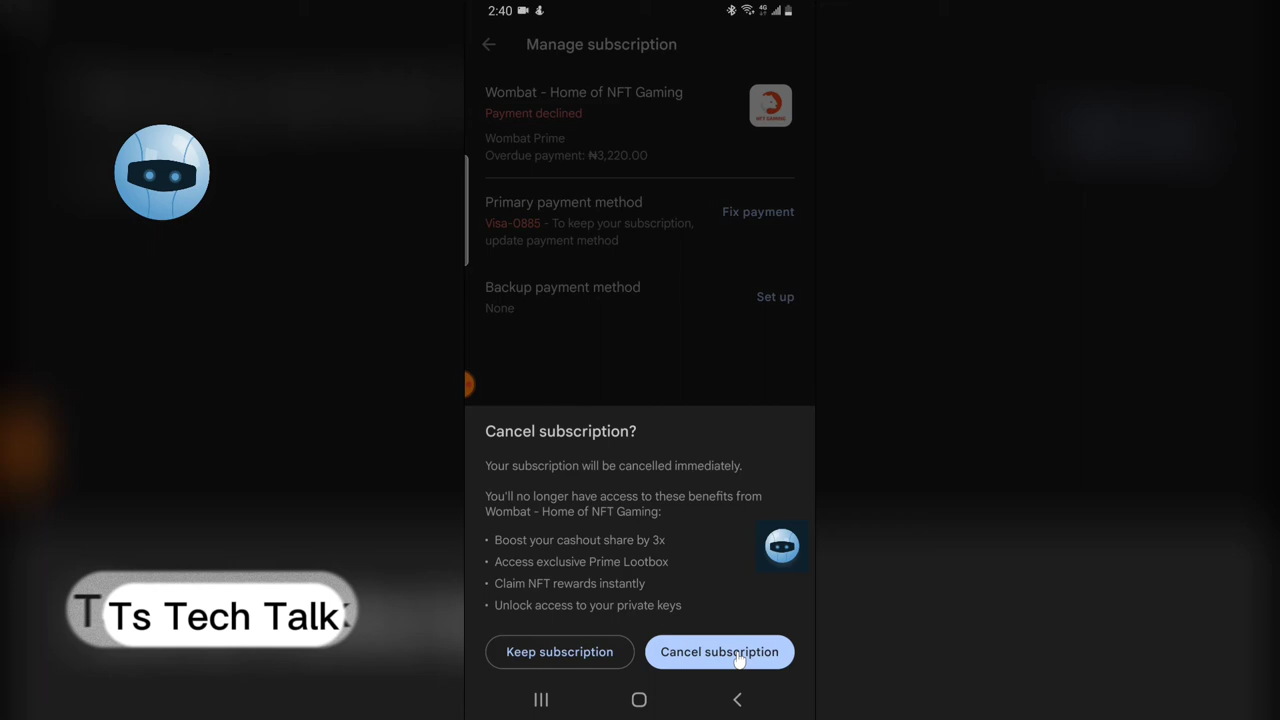 2:40
4G
Manage subscription
Wombat - Home of NFT Gaming
Payment declined
NFT GAMING
Wombat Prime
Overdue payment: ₦3,220.00
Primary payment method
Fix payment
Visa-0885 - To keep your subscription,
update payment method
Backup payment method
Set up
None
Cancel subscription?
Your subscription will be cancelled immediately.
You'll no longer have access to these benefits from
Wombat - Home of NFT Gaming:
• Boost your cashout share by 3x
• Access exclusive Prime Lootbox
• Claim NFT rewards instantly
• Unlock access to your private keys
Keep subscription
Cancel subscription
Ts Tech Talk